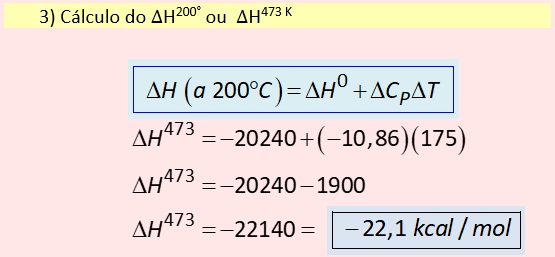 3) Cálculo do ΔH²⁰⁰° ou ΔH⁴⁷³ ᴷ
ΔH (a 200°C) = ΔH⁰ + ΔC_PΔT
ΔH⁴⁷³ = −20240 + (−10,86)(175)
ΔH⁴⁷³ = −20240 − 1900
ΔH⁴⁷³ = −22140 = −22,1 kcal / mol